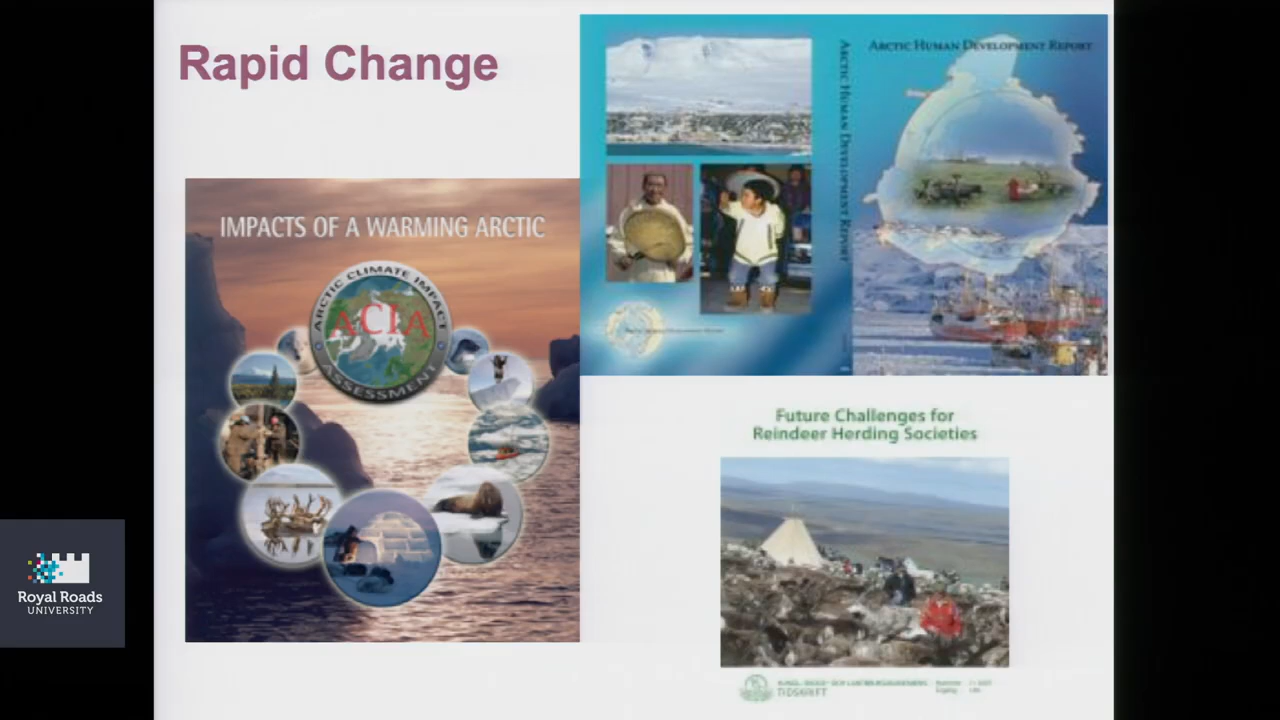 Rapid Change
IMPACTS OF A WARMING ARCTIC
ARCTIC CLIMATE IMPACT
ACIA
ASSESSMENT
ARCTIC HUMAN DEVELOPMENT REPORT
ARCTIC HUMAN DEVELOPMENT REPORT
Future Challenges for
Reindeer Herding Societies
TIDSKRIFT
Royal Roads
UNIVERSITY